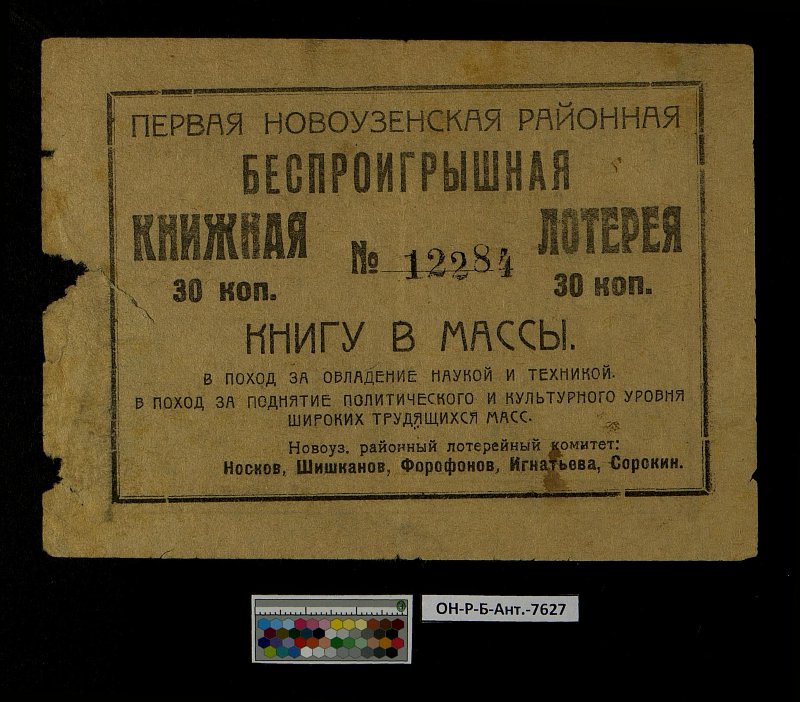 ПЕРВАЯ НОВОУЗЕНСКАЯ РАЙОННАЯ
БЕСПРОИГРЫШНАЯ
КНИЖНАЯ ЛОТЕРЕЯ
№ 12284
30 коп. 30 коп.
КНИГУ В МАССЫ.
В ПОХОД ЗА ОВЛАДЕНИЕ НАУКОЙ И ТЕХНИКОЙ.
В ПОХОД ЗА ПОДНЯТИЕ ПОЛИТИЧЕСКОГО И КУЛЬТУРНОГО УРОВНЯ
ШИРОКИХ ТРУДЯЩИХСЯ МАСС.
Новоуз. районный лотерейный комитет:
Носков, Шишканов, Форофонов, Игнатьева, Сорокин.
ОН-Р-Б-Ант.-7627